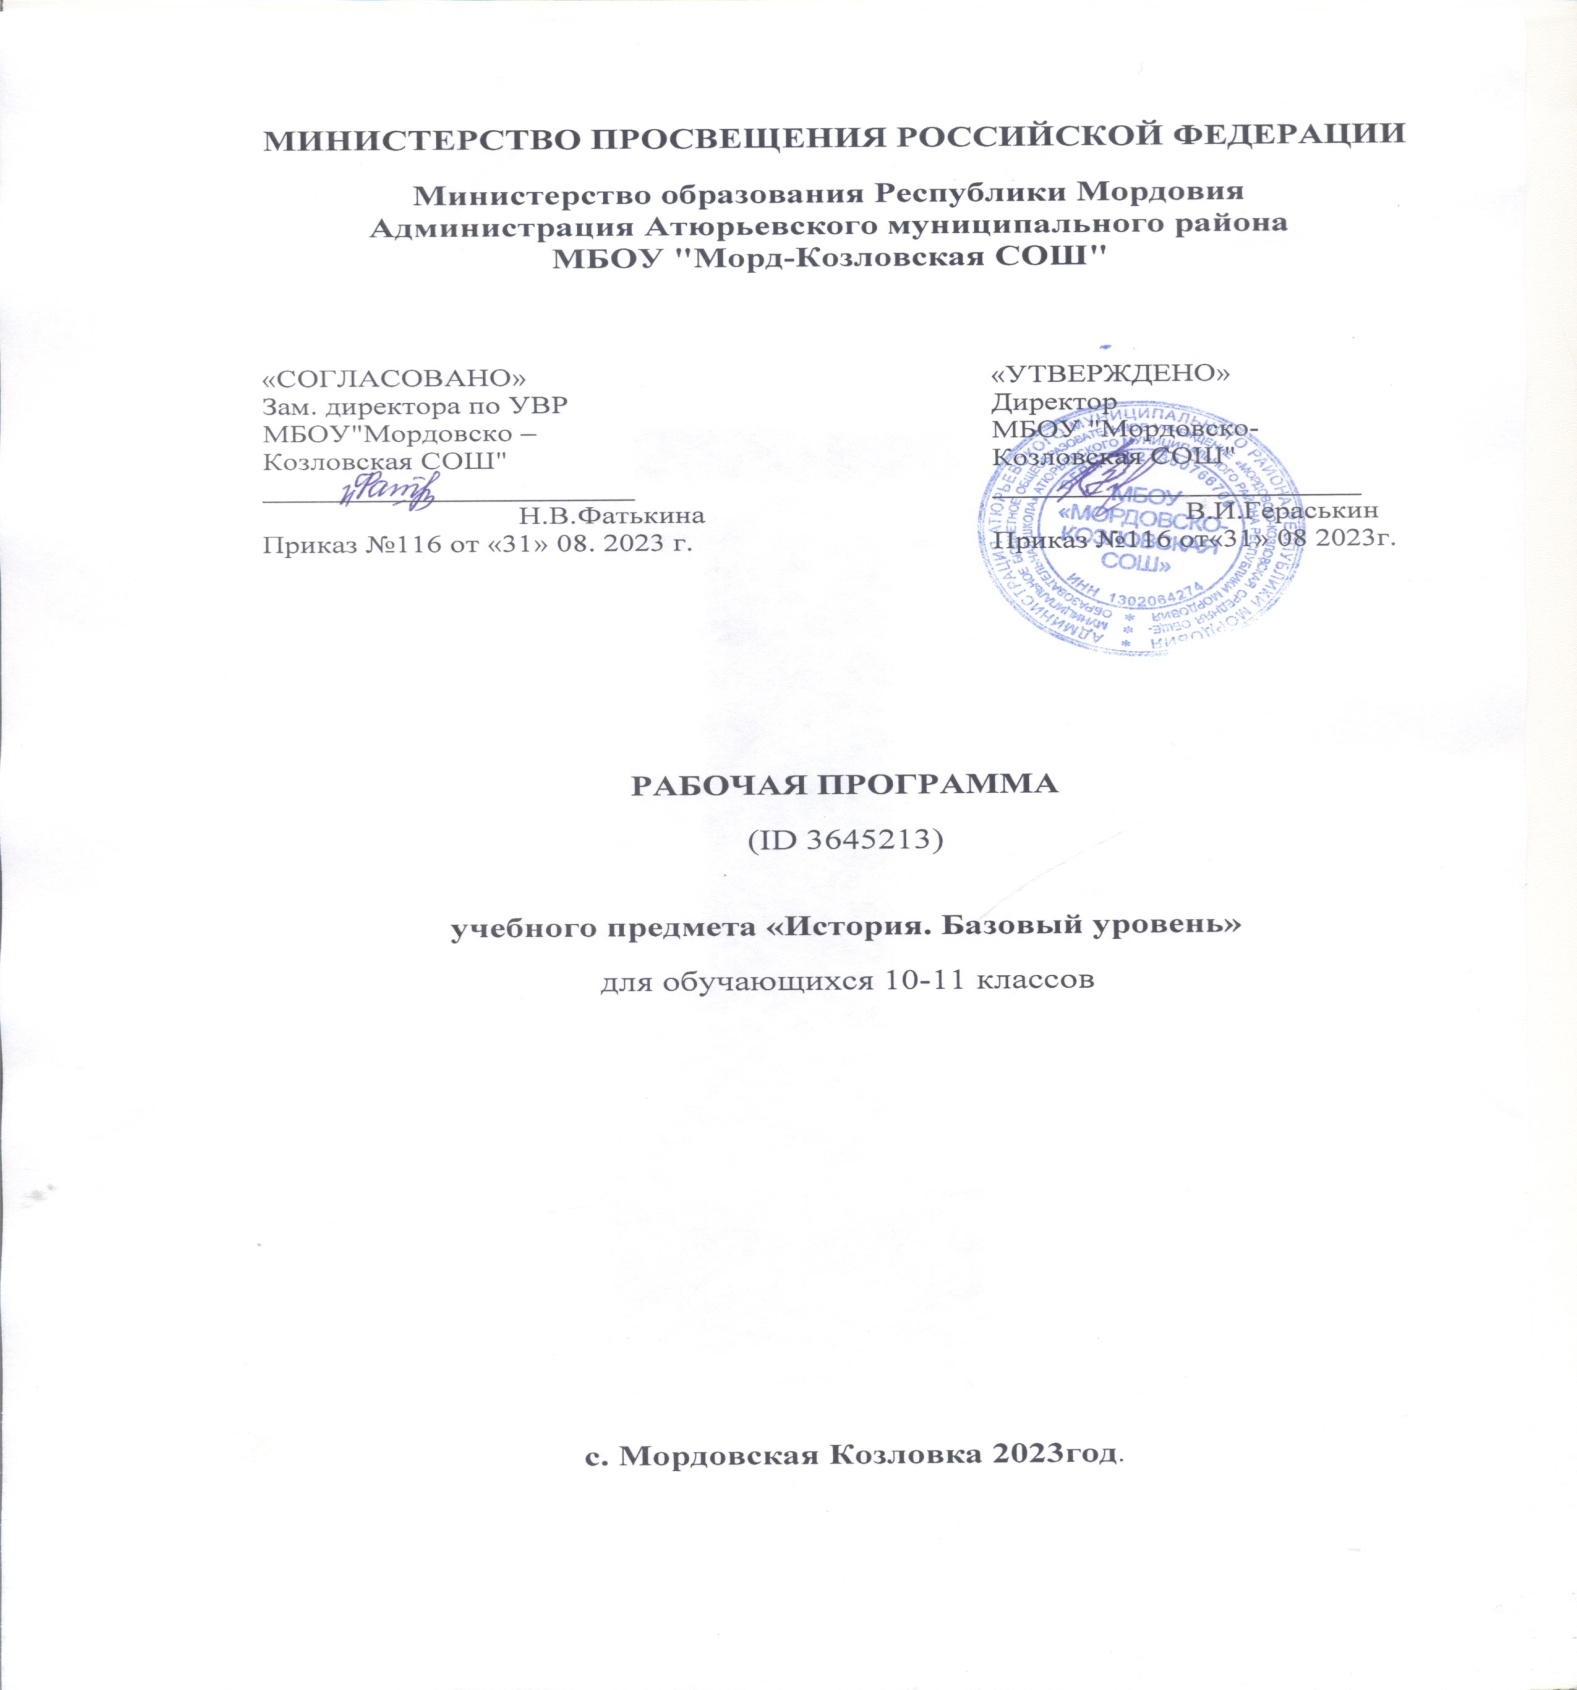 МИНИСТЕРСТВО ПРОСВЕЩЕНИЯ РОССИЙСКОЙ ФЕДЕРАЦИИ
Министерство образования Республики Мордовия
Администрация Атюрьевского муниципального района
МБОУ "Морд-Козловская СОШ"
«СОГЛАСОВАНО»
Зам. директора по УВР
МБОУ"Мордовско –
Козловская СОШ"
Н.В.Фатькина
Приказ №116 от «31» 08. 2023 г.
«УТВЕРЖДЕНО»
Директор
МБОУ "Мордовско-
Козловская СОШ"
В.И.Гераськин
Приказ №116 от«31» 08 2023г.
МБОУ
«МОРДОВСКО-
КОЗЛОВСКАЯ
СОШ»
ИНН 1302064274
РАБОЧАЯ ПРОГРАММА
(ID 3645213)
учебного предмета «История. Базовый уровень»
для обучающихся 10-11 классов
с. Мордовская Козловка 2023год.